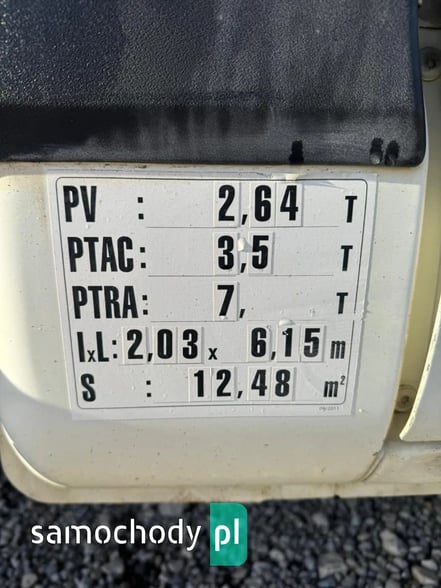 PV : 2,64 T
PTAC: 3,5 T
PTRA: 7, T
IxL: 2,03 x 6,15 m
S : 12,48 m²
samochody pl